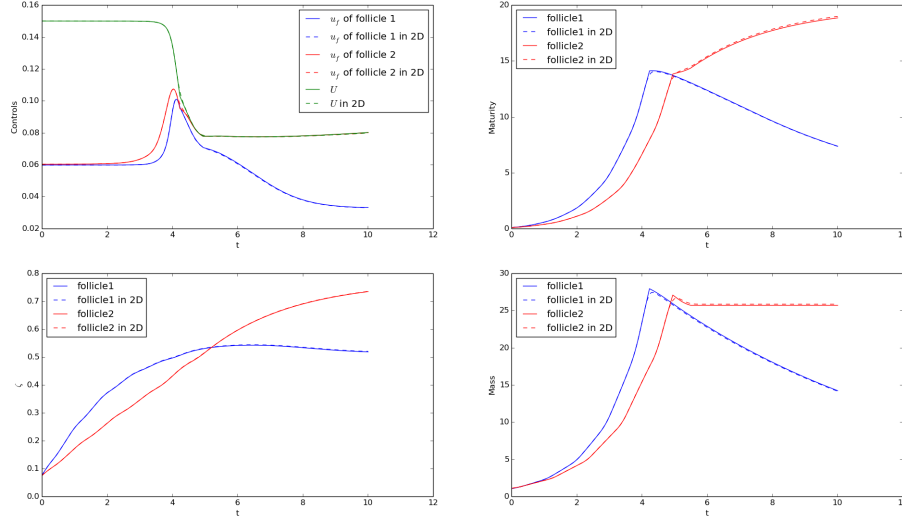 0.16
0.14
0.12
0.10
0.08
0.06
0.04
0.02
Controls
0 2 4 6 8 10 12
t
u_f of follicle 1
u_f of follicle 1 in 2D
u_f of follicle 2
u_f of follicle 2 in 2D
U
U in 2D
20
15
10
5
0
Maturity
0 2 4 6 8 10 12
t
follicle1
follicle1 in 2D
follicle2
follicle2 in 2D
0.8
0.7
0.6
0.5
0.4
0.3
0.2
0.1
0.0
ζ
0 2 4 6 8 10 12
t
follicle1
follicle1 in 2D
follicle2
follicle2 in 2D
30
25
20
15
10
5
0
Mass
0 2 4 6 8 10 12
t
follicle1
follicle1 in 2D
follicle2
follicle2 in 2D